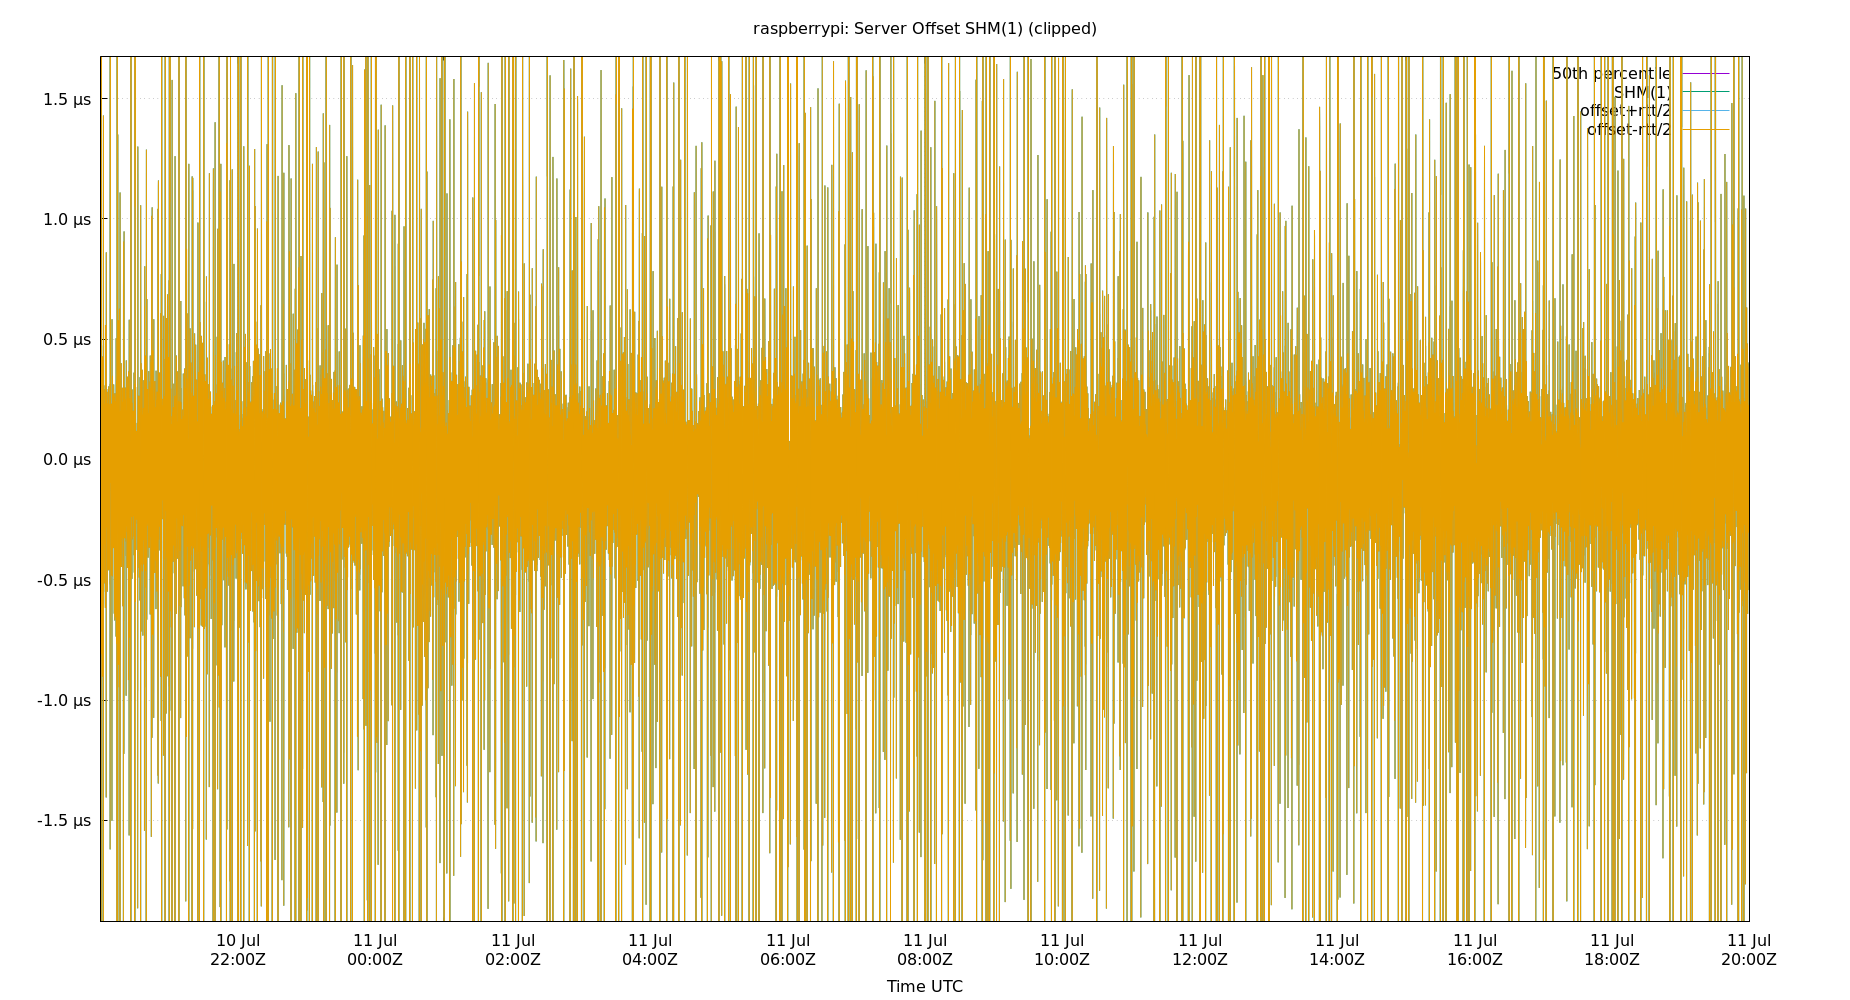 raspberrypi: Server Offset SHM(1) (clipped)
50th percentile
SHM(1)
offset+rtt/2
offset-rtt/2
1.5 µs
1.0 µs
0.5 µs
0.0 µs
-0.5 µs
-1.0 µs
-1.5 µs
10 Jul 11 Jul 11 Jul 11 Jul 11 Jul 11 Jul 11 Jul 11 Jul 11 Jul 11 Jul 11 Jul 11 Jul
22:00Z 00:00Z 02:00Z 04:00Z 06:00Z 08:00Z 10:00Z 12:00Z 14:00Z 16:00Z 18:00Z 20:00Z
Time UTC